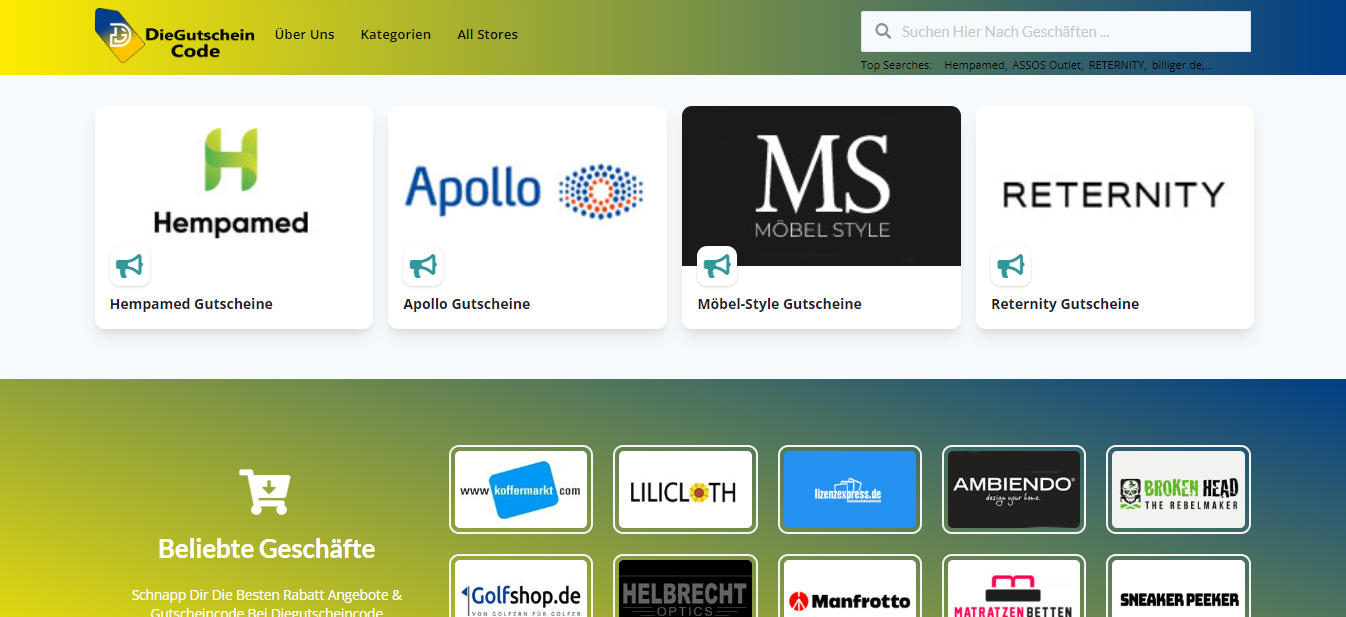 DieGutschein
Code
Über Uns Kategorien All Stores
Suchen Hier Nach Geschäften ...
Top Searches: Hempamed, ASSOS Outlet, RETERNITY, billiger.de,...
Hempamed
Apollo
MS
MÖBEL STYLE
RETERNITY
Hempamed Gutscheine
Apollo Gutscheine
Möbel-Style Gutscheine
Reternity Gutscheine
Beliebte Geschäfte
Schnapp Dir Die Besten Rabatt Angebote &
Gutscheincode Bei Diegutscheincode
www koffermarkt com
LILICLOTH
lizenzexpress.de
AMBIENDO
design your home.
BROKEN HEAD
THE REBELMAKER
Golfshop.de
VON GOLFERN FÜR GOLFER
HELBRECHT
OPTICS
Manfrotto
MATRATZEN BETTEN
SNEAKER PEEKER